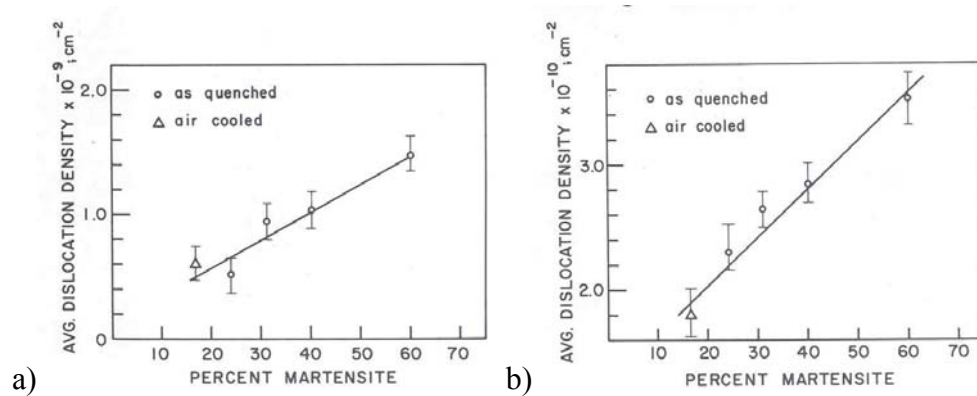 a)
AVG. DISLOCATION DENSITY x 10⁻⁹, cm⁻²
2.0
1.0
0
○ as quenched
△ air cooled
10 20 30 40 50 60 70
PERCENT MARTENSITE
b)
AVG. DISLOCATION DENSITY x 10⁻¹⁰, cm⁻²
3.0
2.0
○ as quenched
△ air cooled
10 20 30 40 50 60 70
PERCENT MARTENSITE